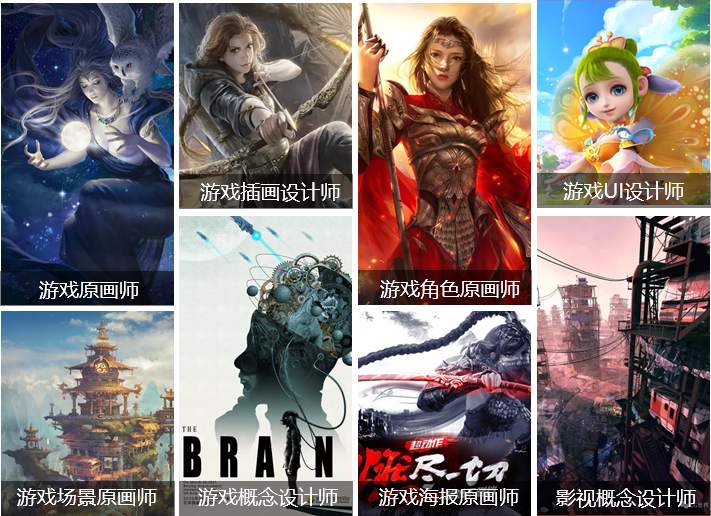 游戏原画师
游戏插画设计师
游戏角色原画师
游戏UI设计师
游戏场景原画师
THE
BRAIN
游戏概念设计师
超动作
尽一切
游戏海报原画师
影视概念设计师